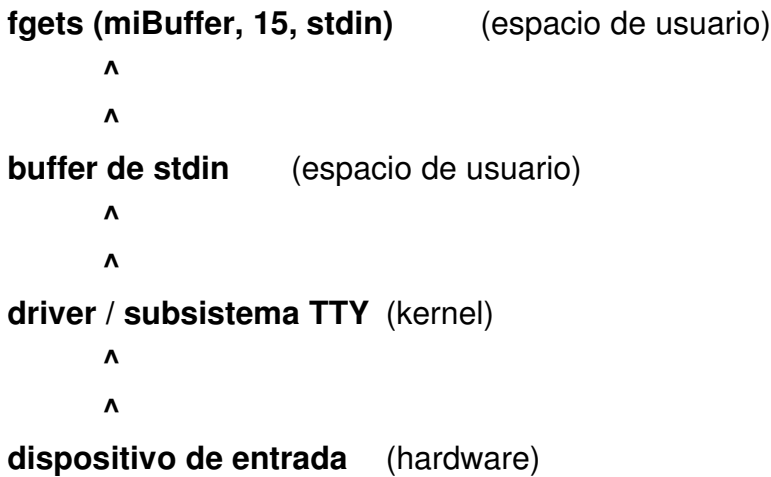 fgets (miBuffer, 15, stdin) (espacio de usuario)
^
^
buffer de stdin (espacio de usuario)
^
^
driver / subsistema TTY (kernel)
^
^
dispositivo de entrada (hardware)